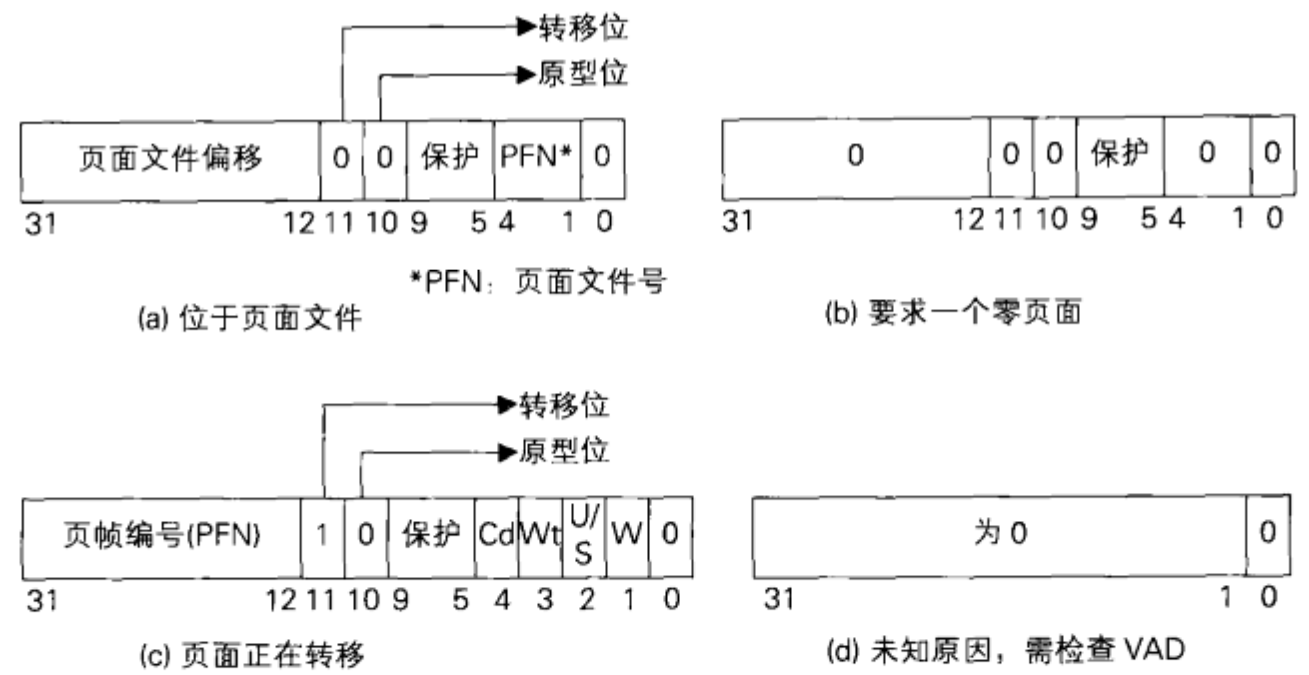 转移位
原型位
页面文件偏移 0 0 保护 PFN* 0
31 12 11 10 9 5 4 1 0
*PFN：页面文件号
(a) 位于页面文件
0 0 0 保护 0 0
31 12 11 10 9 5 4 1 0
(b) 要求一个零页面
转移位
原型位
页帧编号(PFN) 1 0 保护 Cd Wt U/S W 0
31 12 11 10 9 5 4 3 2 1 0
(c) 页面正在转移
为 0 0
31 1 0
(d) 未知原因，需检查 VAD